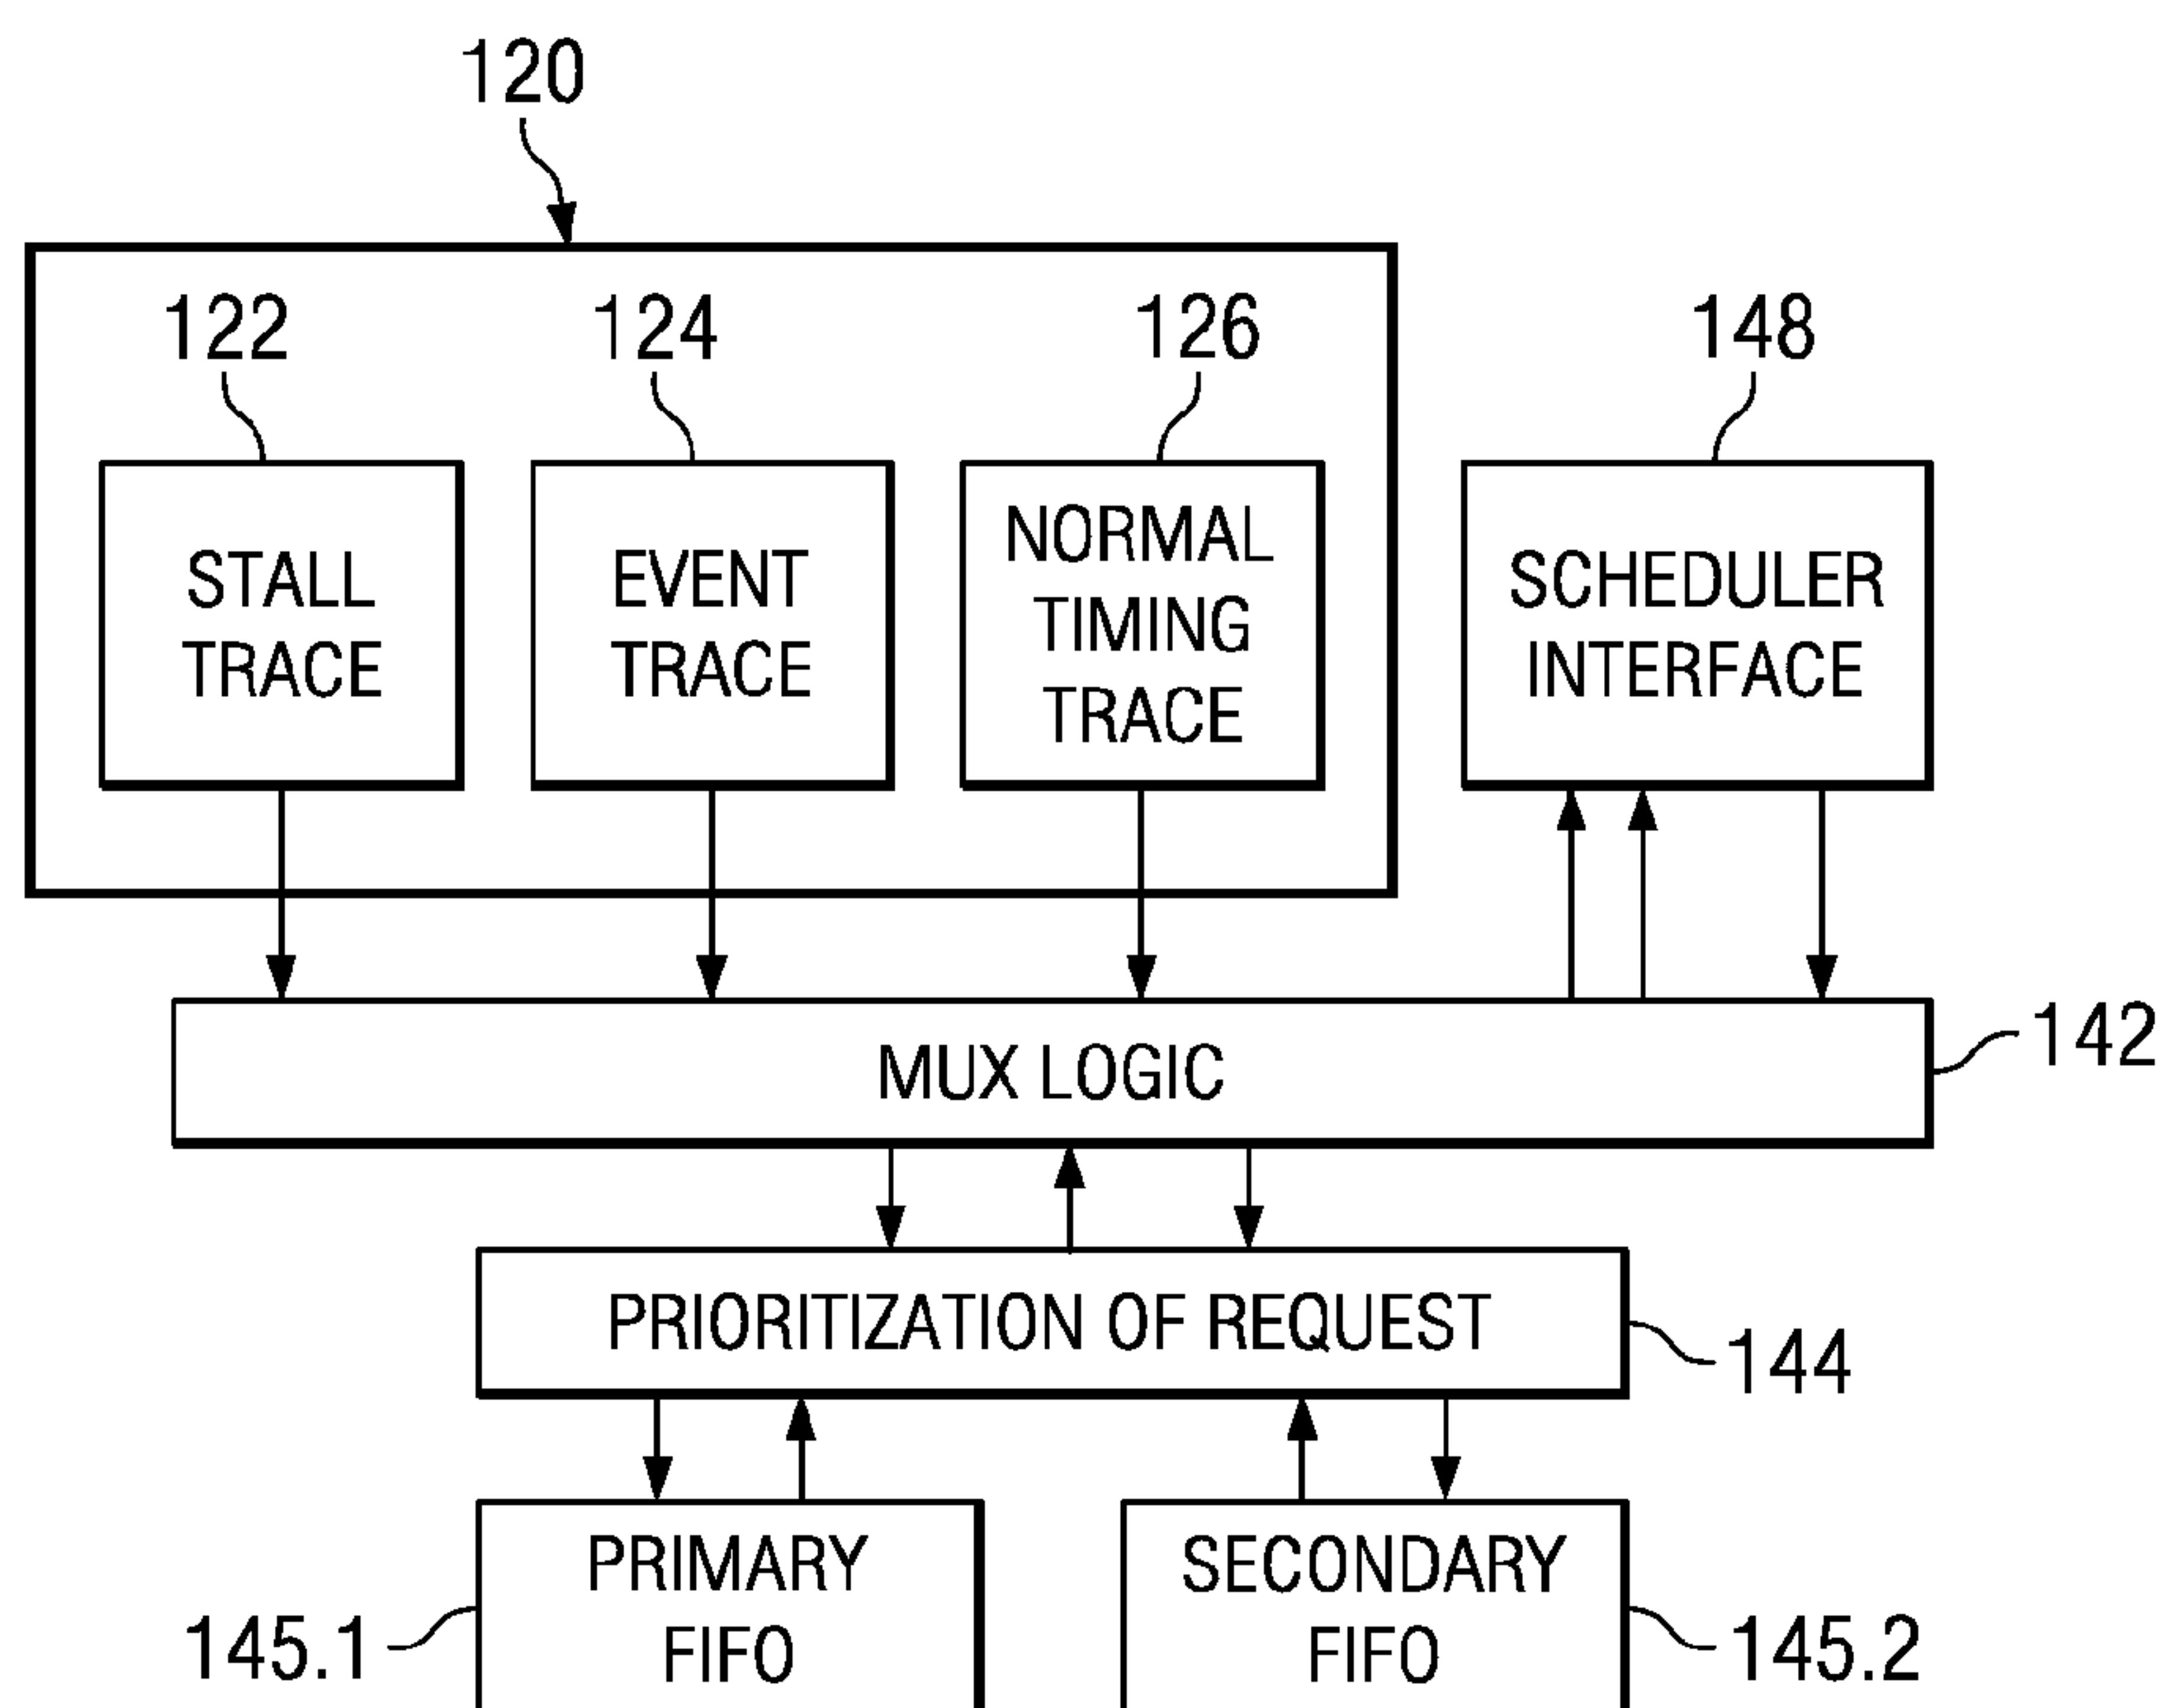 120
122
124
126
148
STALL
TRACE
EVENT
TRACE
NORMAL
TIMING
TRACE
SCHEDULER
INTERFACE
MUX LOGIC
142
PRIORITIZATION OF REQUEST
144
PRIMARY
FIFO
145.1
SECONDARY
FIFO
145.2